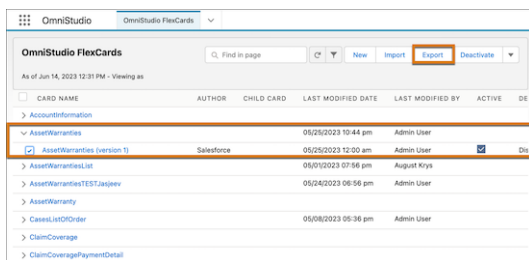 OmniStudio OmniStudio FlexCards
OmniStudio FlexCards Find in page New Import Export Deactivate
As of Jun 14, 2023 12:31 PM - Viewing as
CARD NAME AUTHOR CHILD CARD LAST MODIFIED DATE LAST MODIFIED BY ACTIVE DE
AccountInformation
AssetWarranties 05/25/2023 10:44 pm Admin User
AssetWarranties (version 1) Salesforce 05/25/2023 12:00 am Admin User Dis
AssetWarrantiesList 05/01/2023 07:56 pm August Krys
AssetWarrantiesTESTJasjeev 05/24/2023 06:56 pm Admin User
AssetWarranty
CasesListOfOrder 05/08/2023 05:36 pm Admin User
ClaimCoverage
ClaimCoveragePaymentDetail